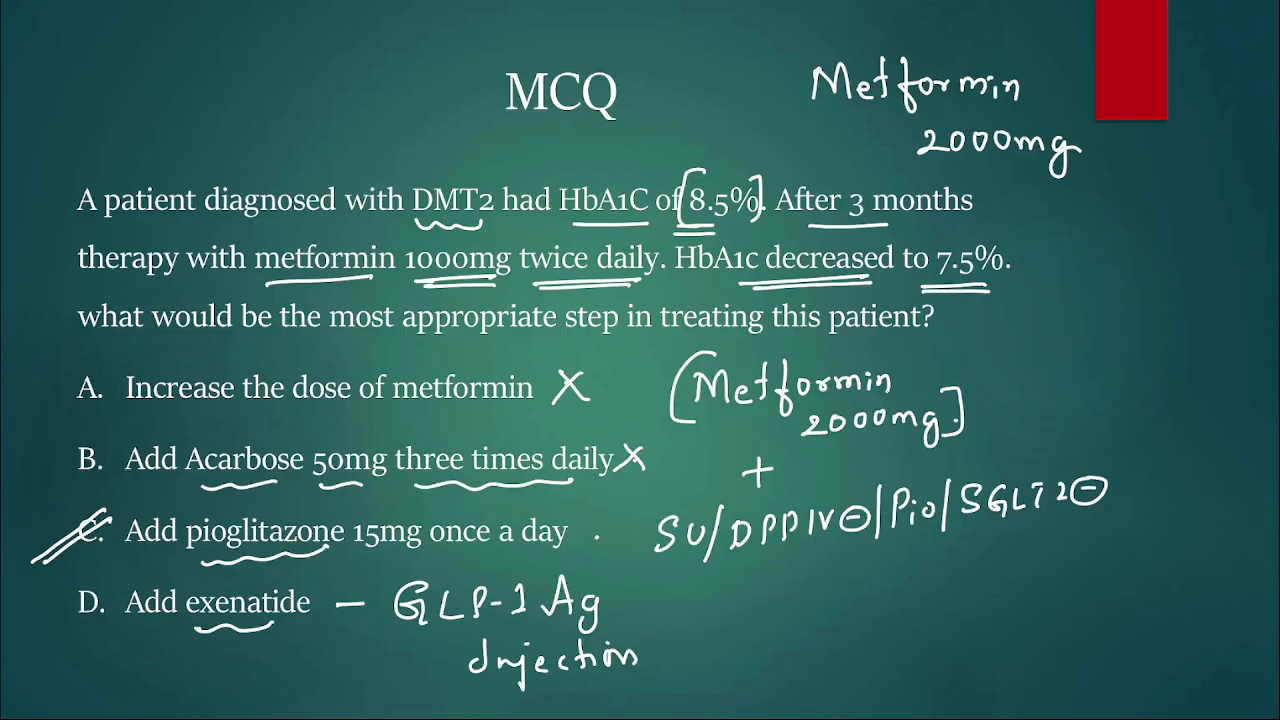 MCQ
Metformin
2000mg
A patient diagnosed with DMT2 had HbA1C of [8.5%]. After 3 months
therapy with metformin 1000mg twice daily. HbA1c decreased to 7.5%.
what would be the most appropriate step in treating this patient?
A. Increase the dose of metformin X
[Metformin
2000mg.]
B. Add Acarbose 50mg three times daily X
+
C. Add pioglitazone 15mg once a day .
SU/DPPIV⊖/Pio/SGLT2⊖
D. Add exenatide – GLP-1 Ag
Injection